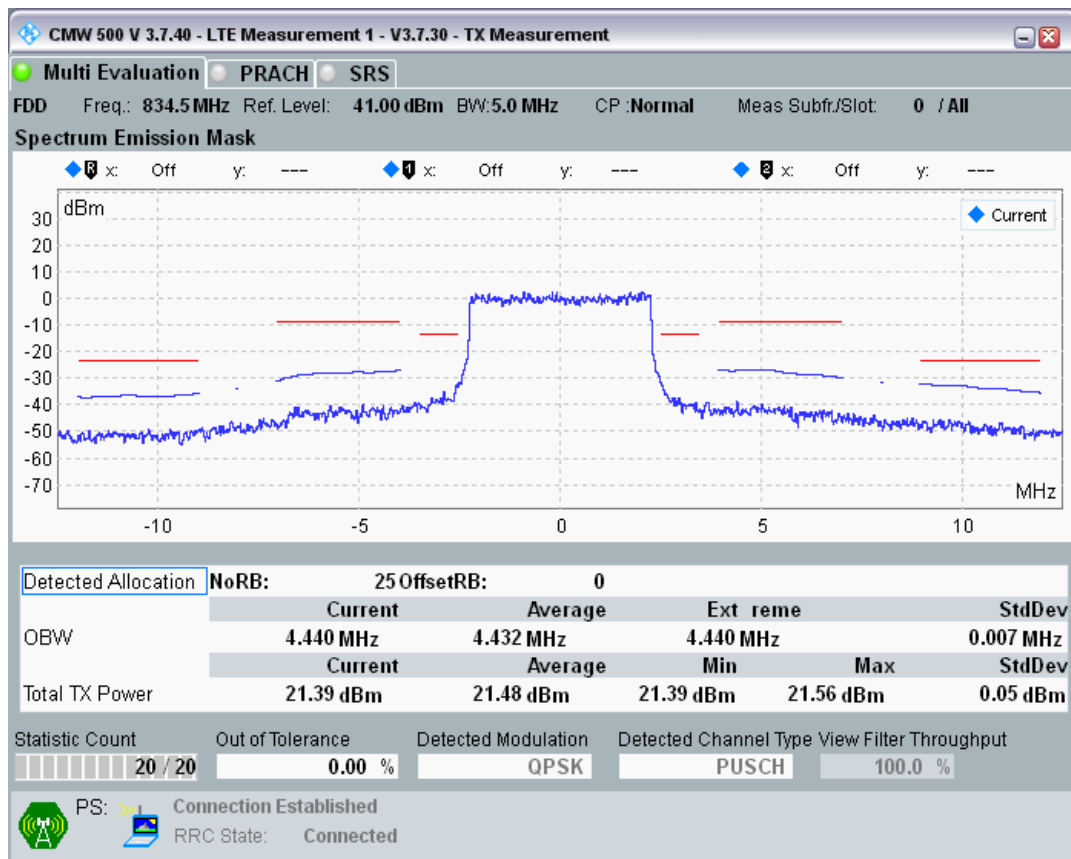 CMW 500 V 3.7.40 - LTE Measurement 1 - V3.7.30 - TX Measurement
Multi Evaluation PRACH SRS
FDD Freq.: 834.5 MHz Ref. Level: 41.00 dBm BW: 5.0 MHz CP : Normal Meas Subfr./Slot: 0 / All
Spectrum Emission Mask
R x: Off y: --- 1 x: Off y: --- 2 x: Off y: ---
dBm
Current
30
20
10
0
-10
-20
-30
-40
-50
-60
-70
MHz
-10 -5 0 5 10
Detected Allocation NoRB: 25 OffsetRB: 0
Current Average Ext reme StdDev
OBW 4.440 MHz 4.432 MHz 4.440 MHz 0.007 MHz
Current Average Min Max StdDev
Total TX Power 21.39 dBm 21.48 dBm 21.39 dBm 21.56 dBm 0.05 dBm
Statistic Count Out of Tolerance Detected Modulation Detected Channel Type View Filter Throughput
20 / 20 0.00 % QPSK PUSCH 100.0 %
PS: Connection Established
RRC State: Connected